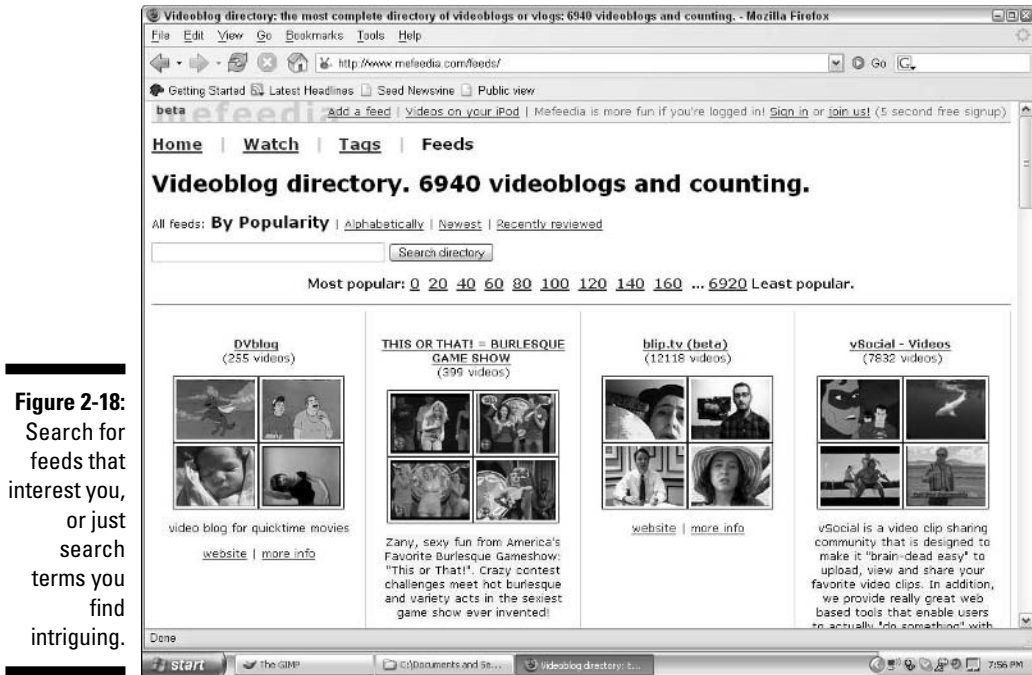 Videoblog directory: the most complete directory of videoblogs or vlogs: 6940 videoblogs and counting. - Mozilla Firefox
File Edit View Go Bookmarks Tools Help
http://www.mefeedia.com/feeds/
Go
Getting Started Latest Headlines Seed Newsvine Public view
beta
mefeedia
Add a feed | Videos on your iPod | Mefeedia is more fun if you're logged in! Sign in or join us! (5 second free signup)
Home | Watch | Tags | Feeds
Videoblog directory. 6940 videoblogs and counting.
All feeds: By Popularity | Alphabetically | Newest | Recently reviewed
Search directory
Most popular: 0 20 40 60 80 100 120 140 160 ... 6920 Least popular.
DVblog
(255 videos)
video blog for quicktime movies
website | more info
THIS OR THAT! = BURLESQUE
GAME SHOW
(399 videos)
Zany, sexy fun from America's
Favorite Burlesque Gameshow:
"This or That!". Crazy contest
challenges meet hot burlesque
and variety acts in the sexiest
game show ever invented!
blip.tv (beta)
(12118 videos)
website | more info
vSocial - Videos
(7832 videos)
vSocial is a video clip sharing
community that is designed to
make it "brain-dead easy" to
upload, view and share your
favorite video clips. In addition,
we provide really great web
based tools that enable users
to actually "do something" with
Done
start The GIMP C:\Documents and Se... Videoblog directory: t... 7:56 PM
Figure 2-18:
Search for
feeds that
interest you,
or just
search
terms you
find
intriguing.